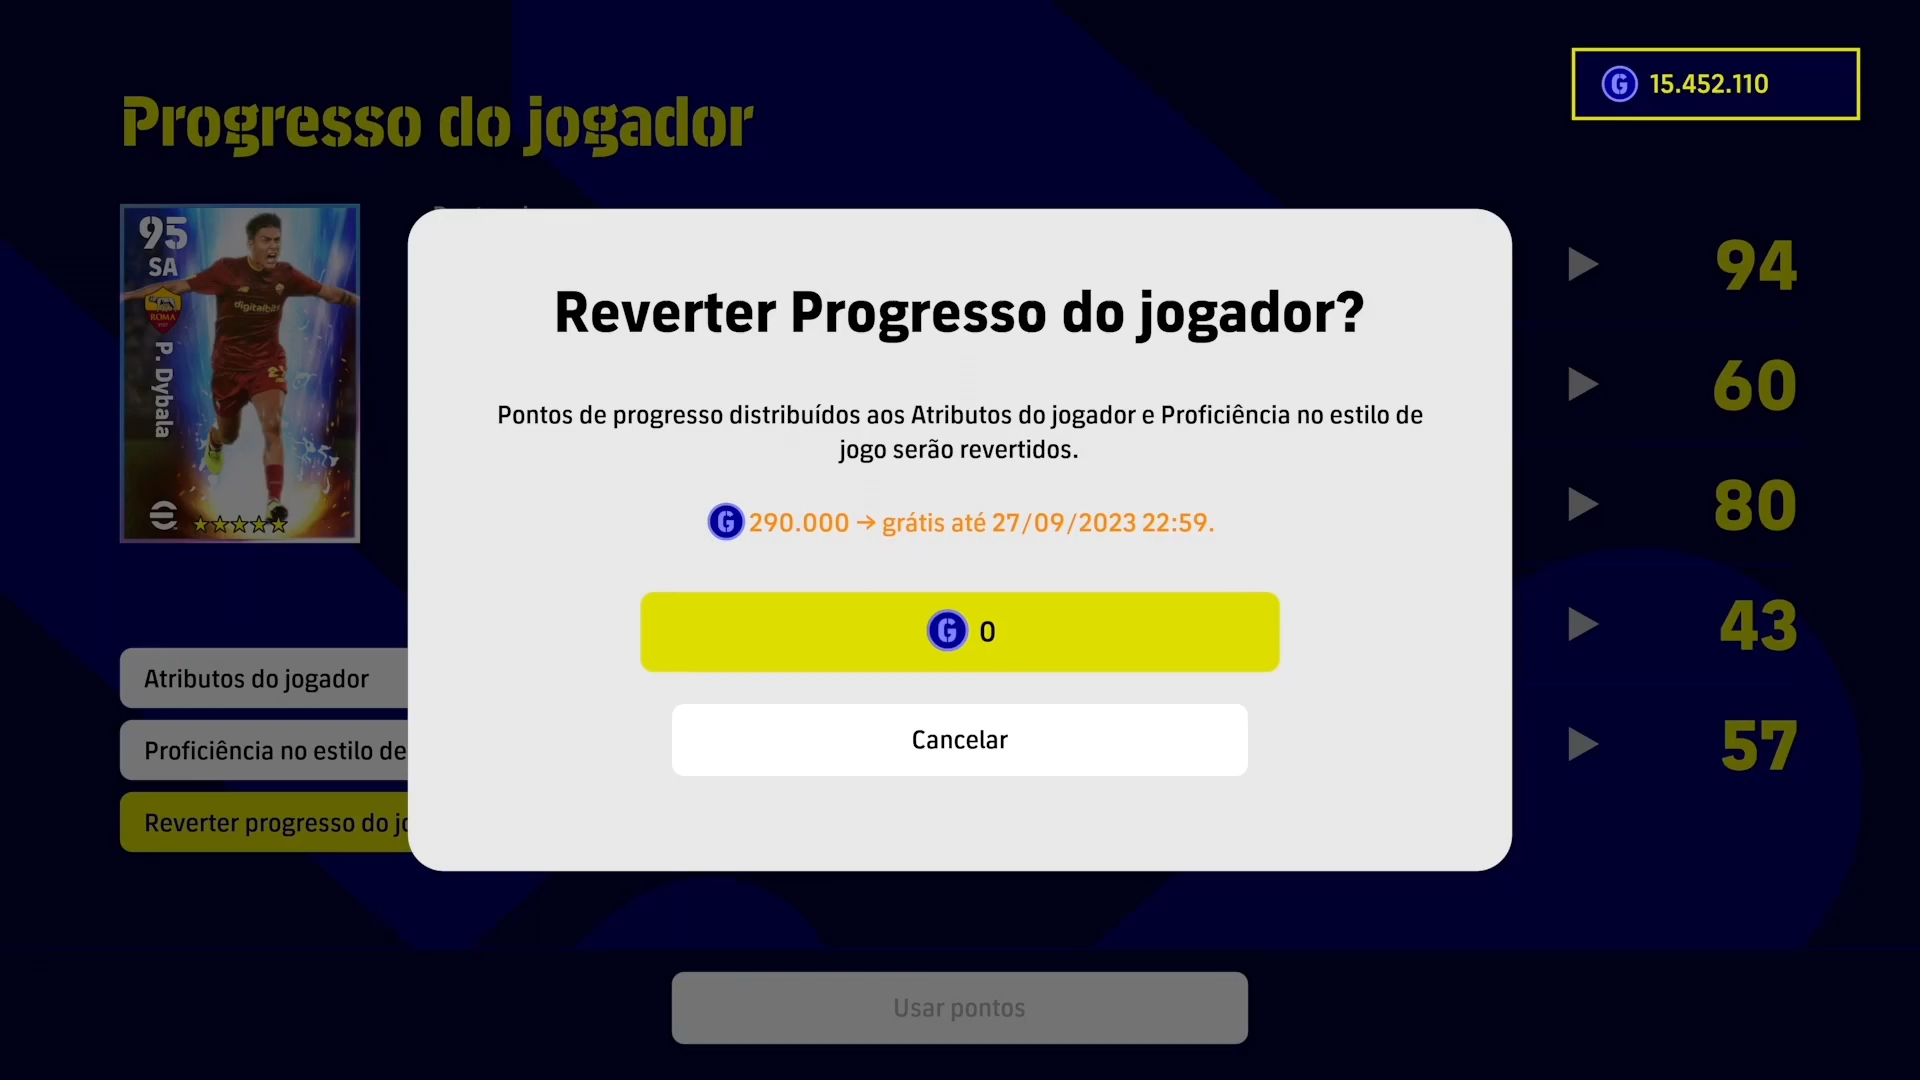 15.452.110
Progresso do jogador
95
SA
ROMA
digitalbits
P. Dybala
Reverter Progresso do jogador?
Pontos de progresso distribuídos aos Atributos do jogador e Proficiência no estilo de
jogo serão revertidos.
G 290.000 → grátis até 27/09/2023 22:59.
G 0
Cancelar
94
60
80
43
57
Atributos do jogador
Proficiência no estilo de
Reverter progresso do jo
Usar pontos